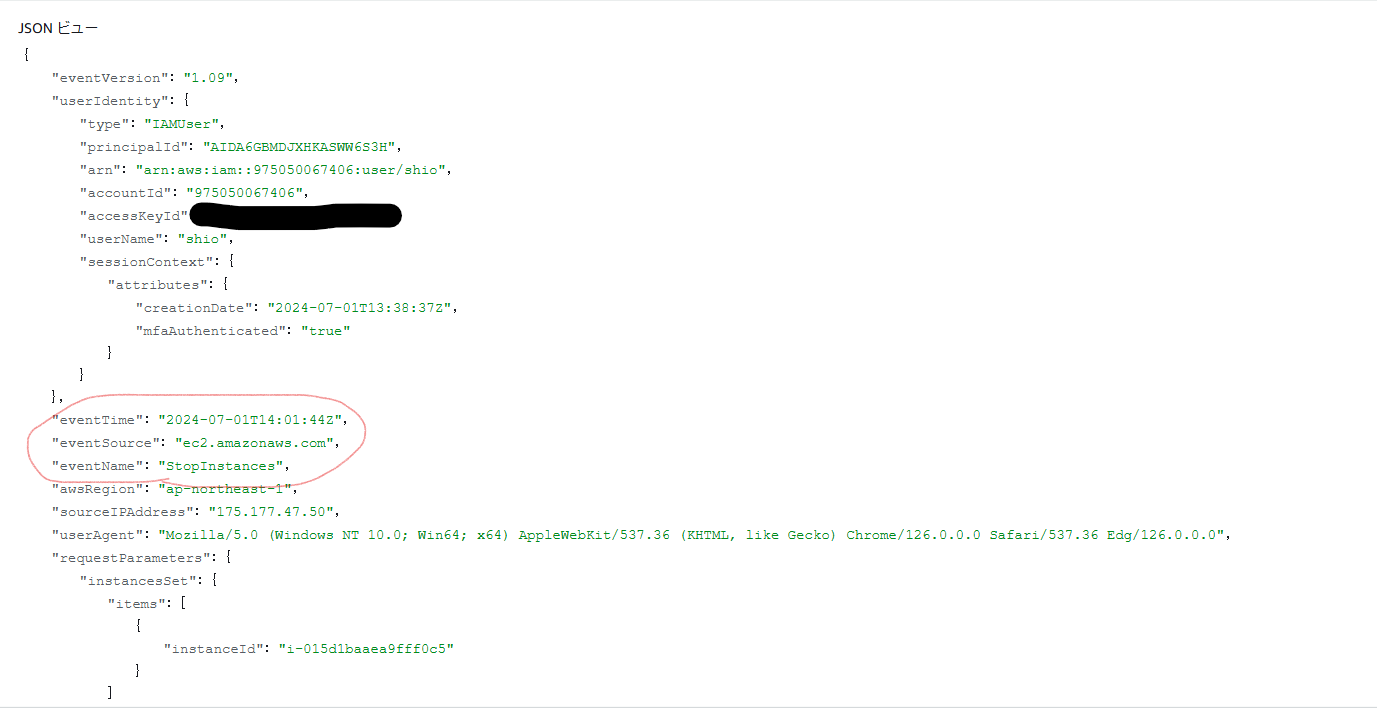 JSON ビュー
{
"eventVersion": "1.09",
"userIdentity": {
"type": "IAMUser",
"principalId": "AIDA6GBMDJXHKASWW6S3H",
"arn": "arn:aws:iam::975050067406:user/shio",
"accountId": "975050067406",
"accessKeyId"
"userName": "shio",
"sessionContext": {
"attributes": {
"creationDate": "2024-07-01T13:38:37Z",
"mfaAuthenticated": "true"
}
}
},
"eventTime": "2024-07-01T14:01:44Z",
"eventSource": "ec2.amazonaws.com",
"eventName": "StopInstances",
"awsRegion": "ap-northeast-1",
"sourceIPAddress": "175.177.47.50",
"userAgent": "Mozilla/5.0 (Windows NT 10.0; Win64; x64) AppleWebKit/537.36 (KHTML, like Gecko) Chrome/126.0.0.0 Safari/537.36 Edg/126.0.0.0",
"requestParameters": {
"instancesSet": {
"items": [
{
"instanceId": "i-015d1baaea9fff0c5"
}
]